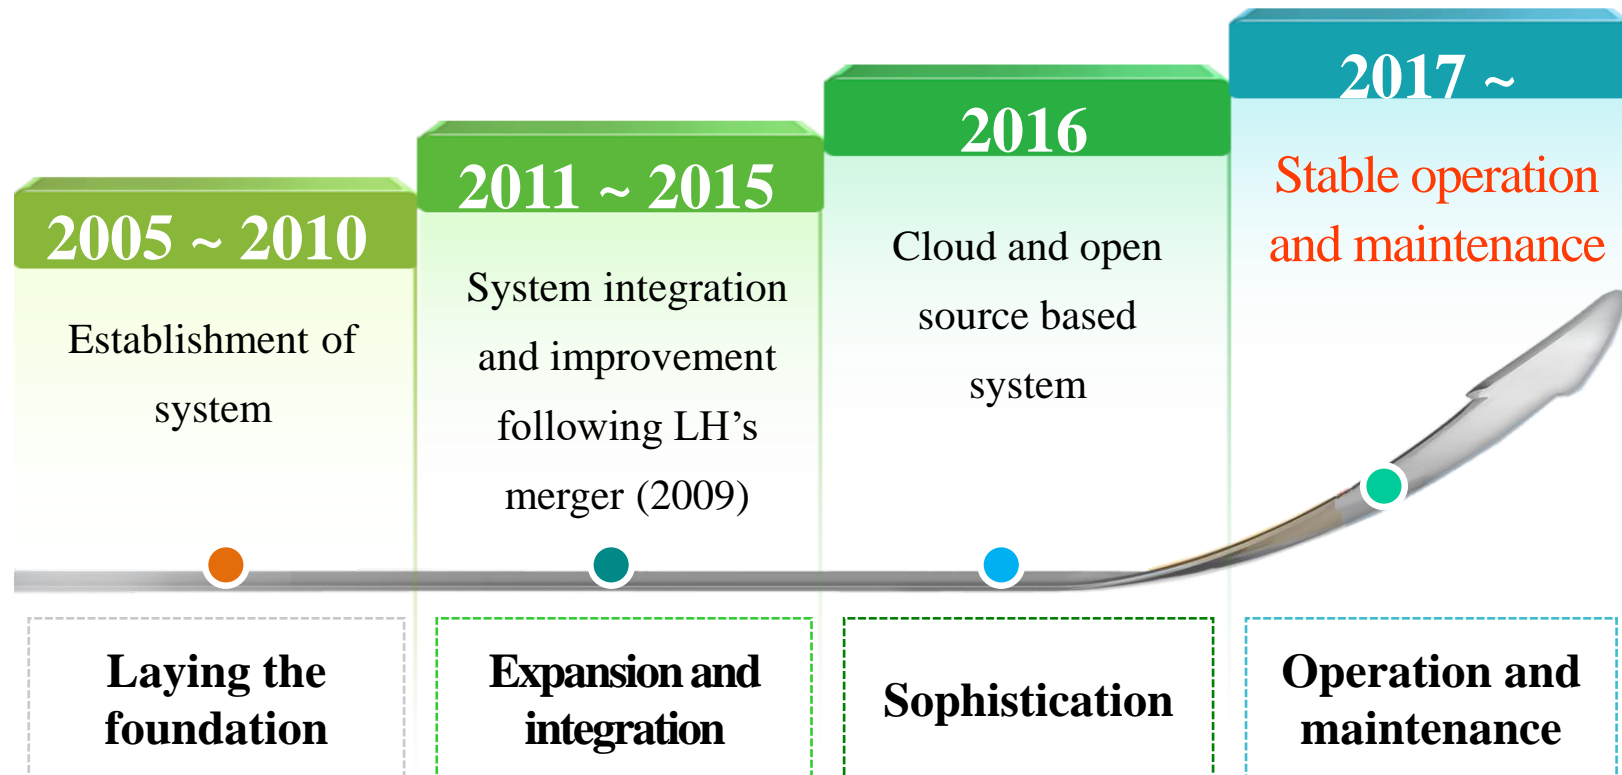 2005 ~ 2010
Establishment of
system
Laying the
foundation
2011 ~ 2015
System integration
and improvement
following LH’s
merger (2009)
Expansion and
integration
2016
Cloud and open
source based
system
Sophistication
2017 ~
Stable operation
and maintenance
Operation and
maintenance